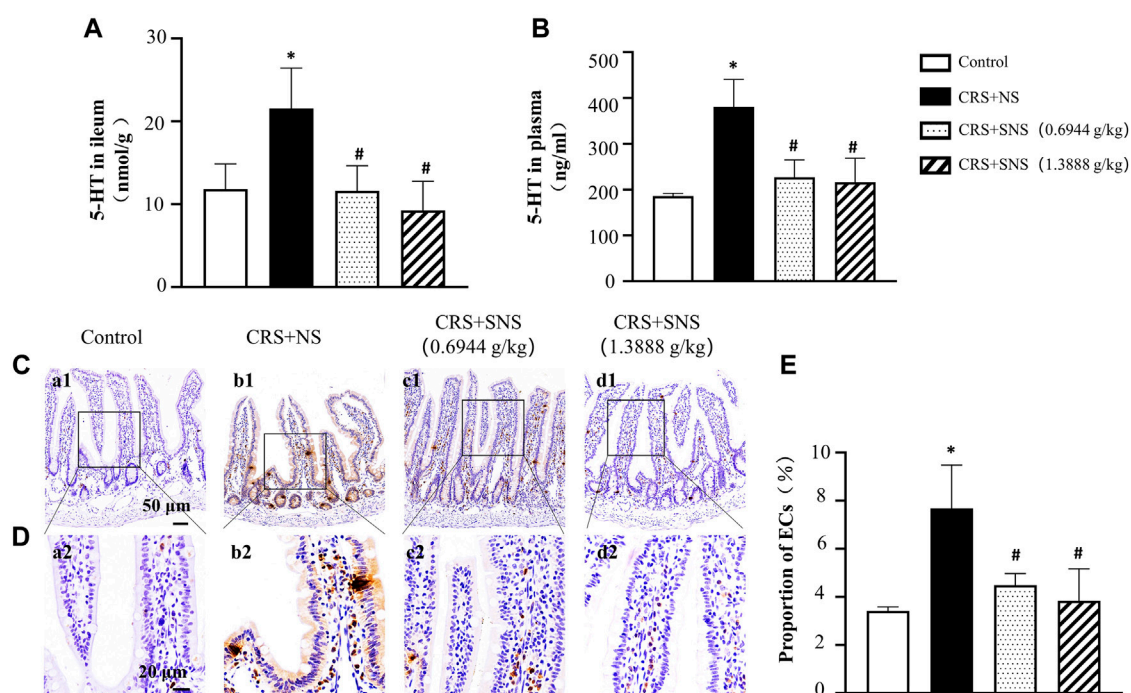 A
5-HT in ileum
(nmol/g)
30
20
10
0
*
#
#
B
5-HT in plasma
(ng/ml)
500
400
300
200
100
0
*
#
#
Control
CRS+NS
CRS+SNS (0.6944 g/kg)
CRS+SNS (1.3888 g/kg)
Control
CRS+NS
CRS+SNS
(0.6944 g/kg)
CRS+SNS
(1.3888 g/kg)
C
a1
b1
c1
d1
50 μm
D
a2
b2
c2
d2
20 μm
E
Proportion of ECs (%)
10
8
6
4
2
0
*
#
#